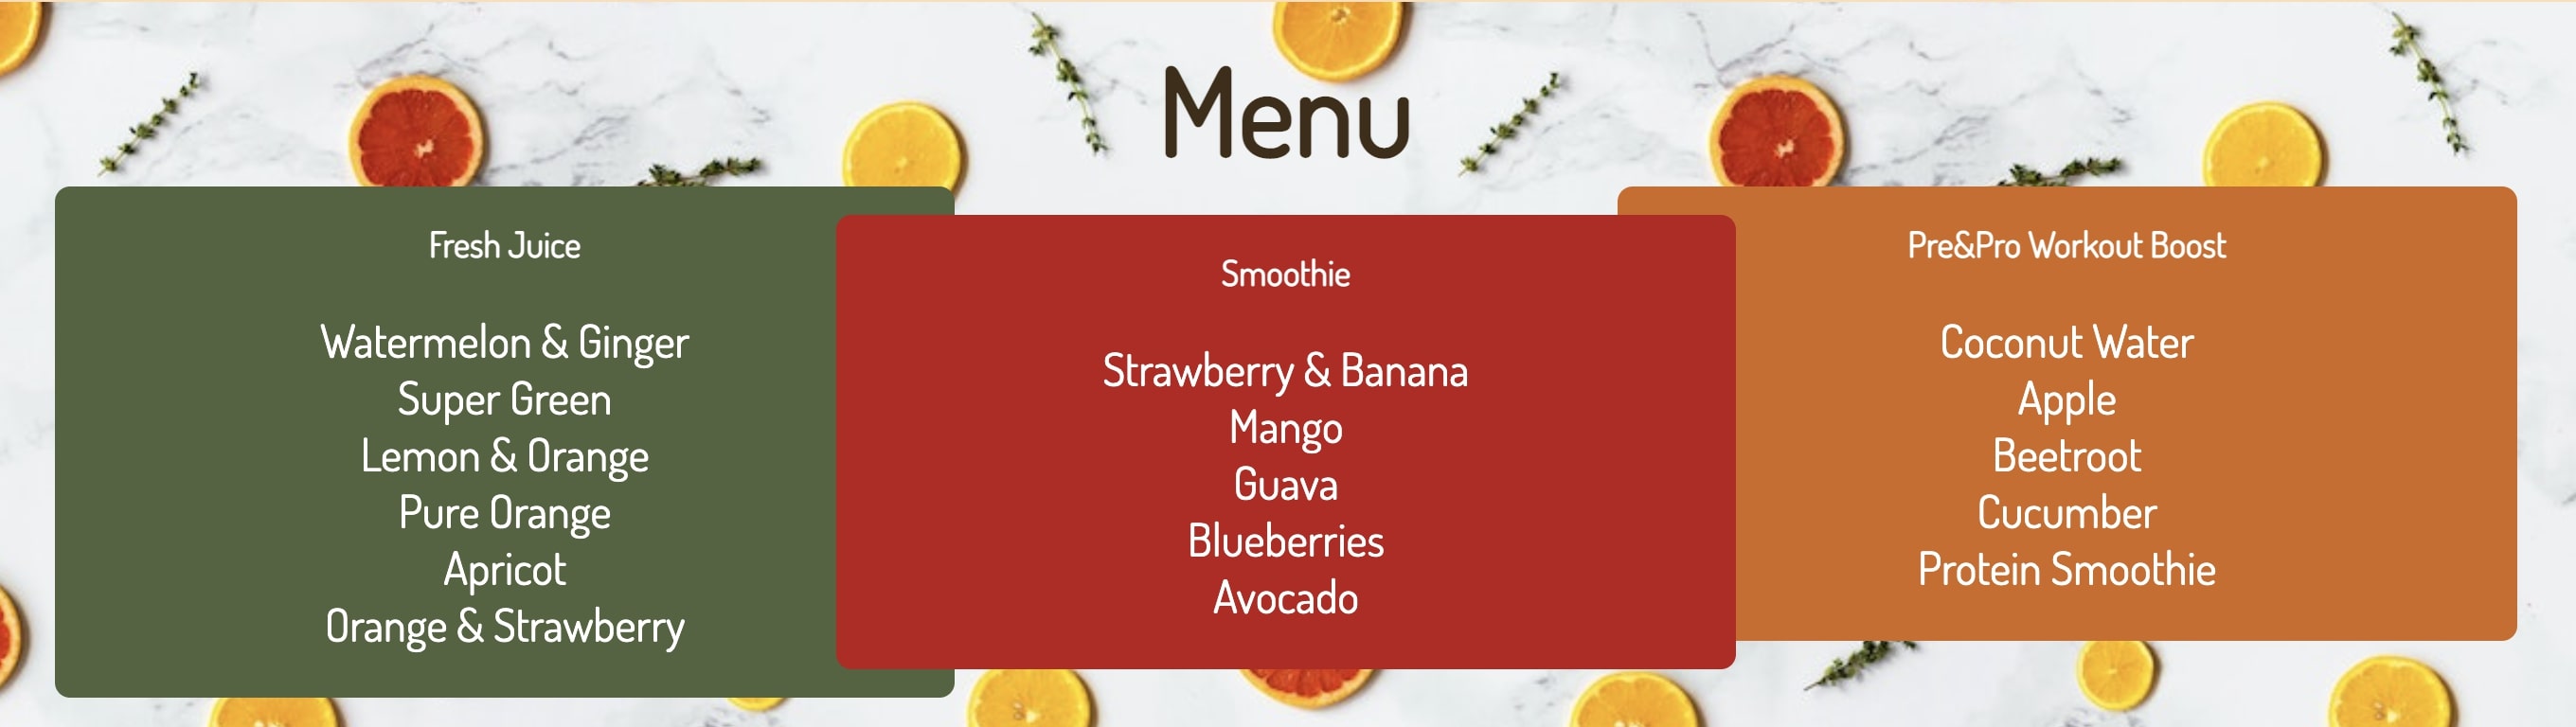 Menu
Fresh Juice
Watermelon & Ginger
Super Green
Lemon & Orange
Pure Orange
Apricot
Orange & Strawberry
Smoothie
Strawberry & Banana
Mango
Guava
Blueberries
Avocado
Pre&Pro Workout Boost
Coconut Water
Apple
Beetroot
Cucumber
Protein Smoothie